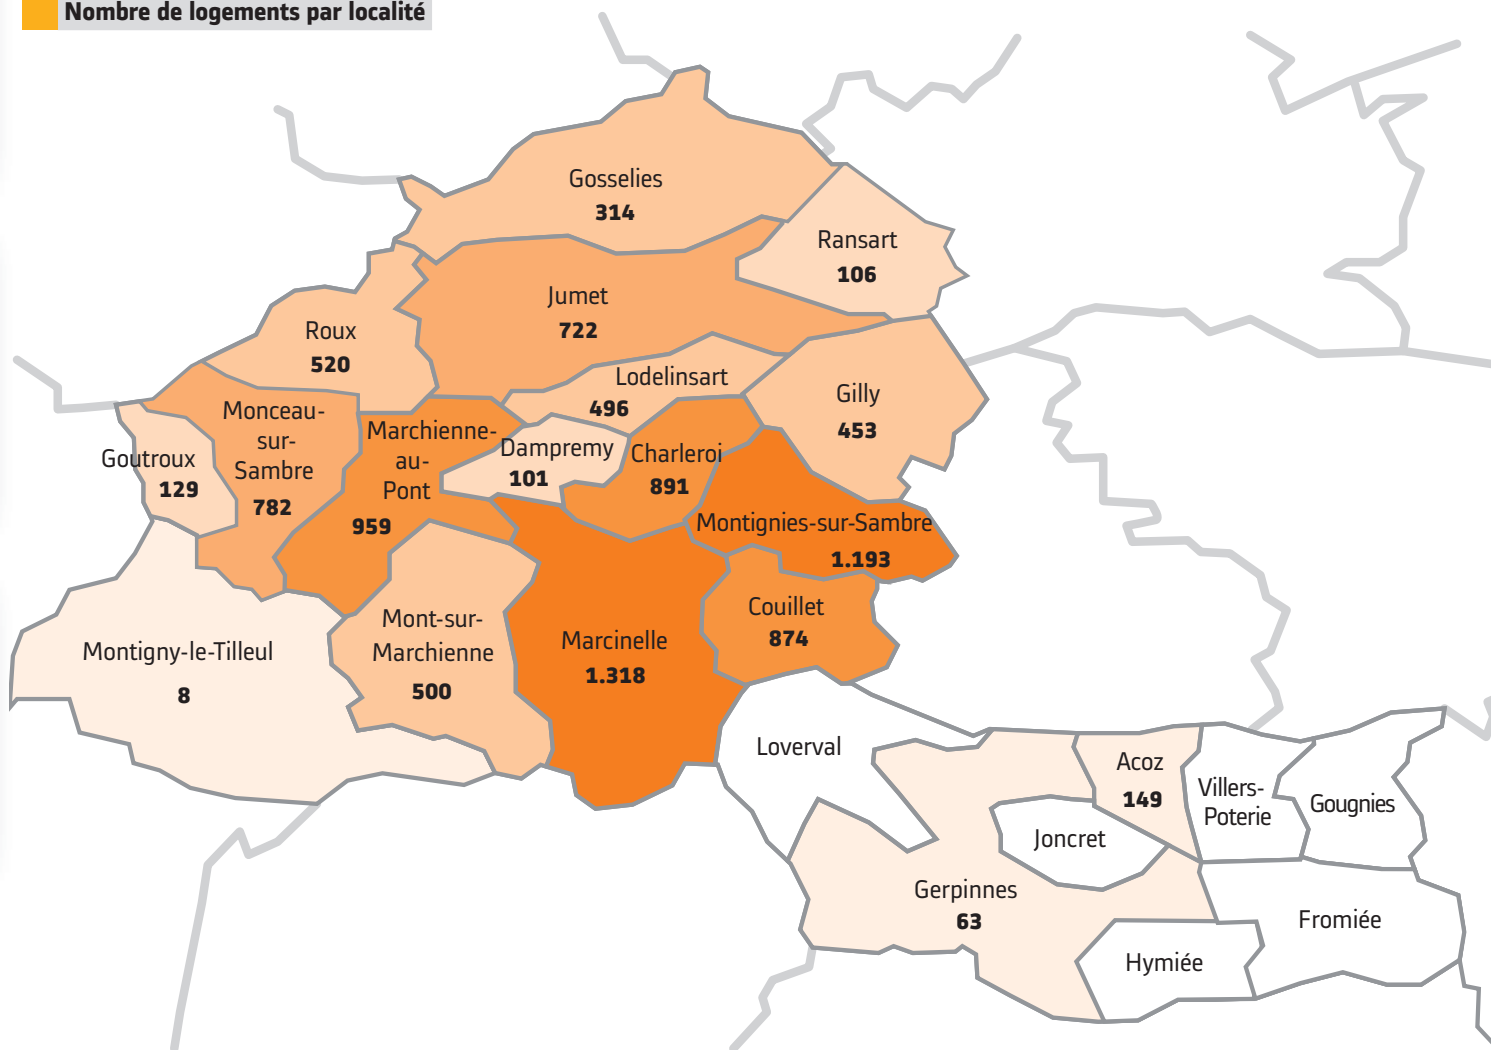 Nombre de logements par localité
Gosselies
314
Ransart
106
Jumet
722
Roux
520
Lodelinsart
496
Gilly
453
Monceau-
sur-
Sambre
782
Marchienne-
au-
Pont
959
Goutroux
129
Dampremy
101
Charleroi
891
Montignies-sur-Sambre
1.193
Couillet
874
Mont-sur-
Marchienne
500
Marcinelle
1.318
Montigny-le-Tilleul
8
Loverval
Acoz
149
Villers-
Poterie
Gougnies
Joncret
Gerpinnes
63
Fromiée
Hymiée